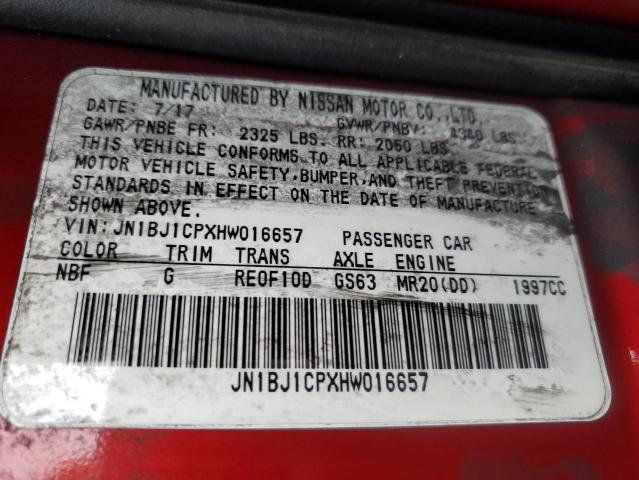 MANUFACTURED BY NISSAN MOTOR CO.,LTD.
DATE: 7/17 GVWR/PNBV: 4340 LBS
GAWR/PNBE FR: 2325 LBS. RR: 2050 LBS
THIS VEHICLE CONFORMS TO ALL APPLICABLE FEDERAL
MOTOR VEHICLE SAFETY, BUMPER, AND THEFT PREVENTION
STANDARDS IN EFFECT ON THE DATE OF MANUFACTURE
SHOWN ABOVE.
VIN: JN1BJ1CPXHW016657 PASSENGER CAR
COLOR TRIM TRANS AXLE ENGINE
NBF G RE0F10D GS63 MR20(DD) 1997CC
JN1BJ1CPXHW016657